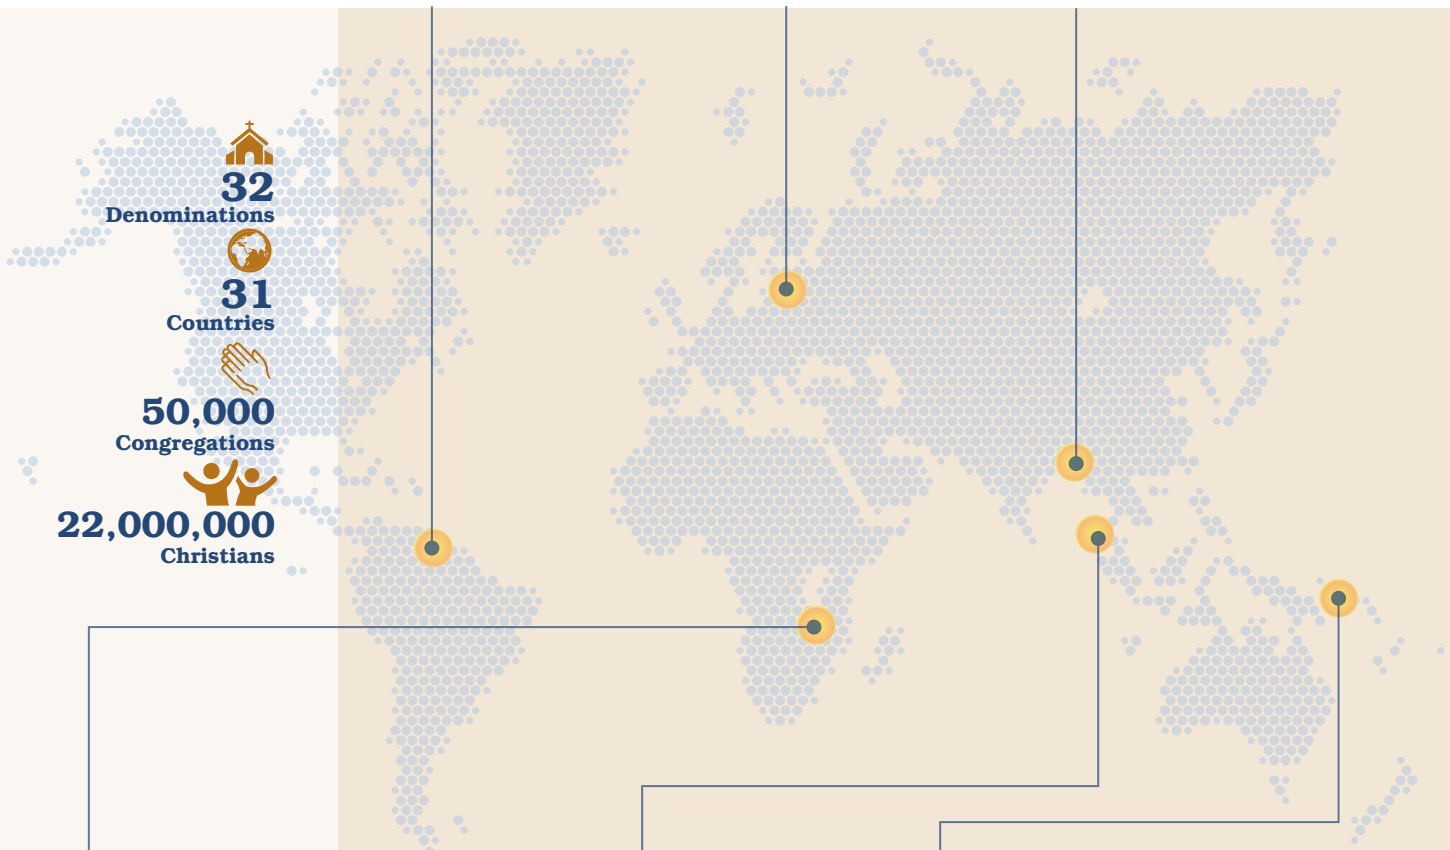 32
Denominations
31
Countries
50,000
Congregations
22,000,000
Christians